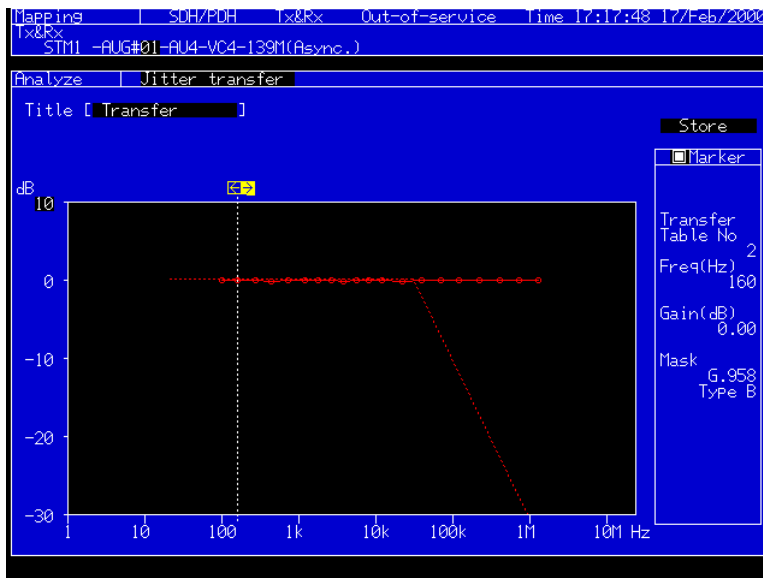 Mapping | SDH/PDH Tx&Rx Out-of-service Time 17:17:48 17/Feb/2000
Tx&Rx
STM1 -AUG#01-AU4-VC4-139M(Async.)
Analyze | Jitter transfer
Title [ Transfer ]
Store
Marker
dB
10
0
-10
-20
-30
1 10 100 1k 10k 100k 1M 10M Hz
Transfer
Table No
2
Freq(Hz)
160
Gain(dB)
0.00
Mask
G.958
Type B